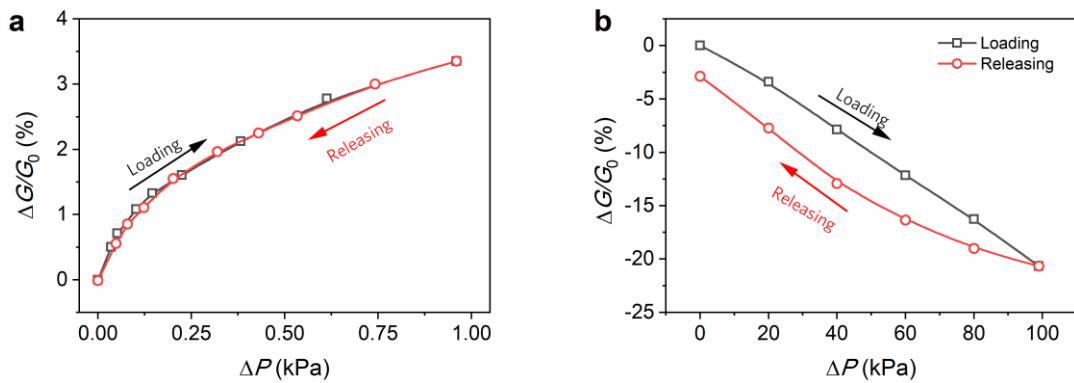 a
4
3
2
1
0
ΔG/G0 (%)
0.00 0.25 0.50 0.75 1.00
ΔP (kPa)
Loading
Releasing
b
0
-5
-10
-15
-20
-25
ΔG/G0 (%)
0 20 40 60 80 100
ΔP (kPa)
Loading
Releasing
Loading
Releasing